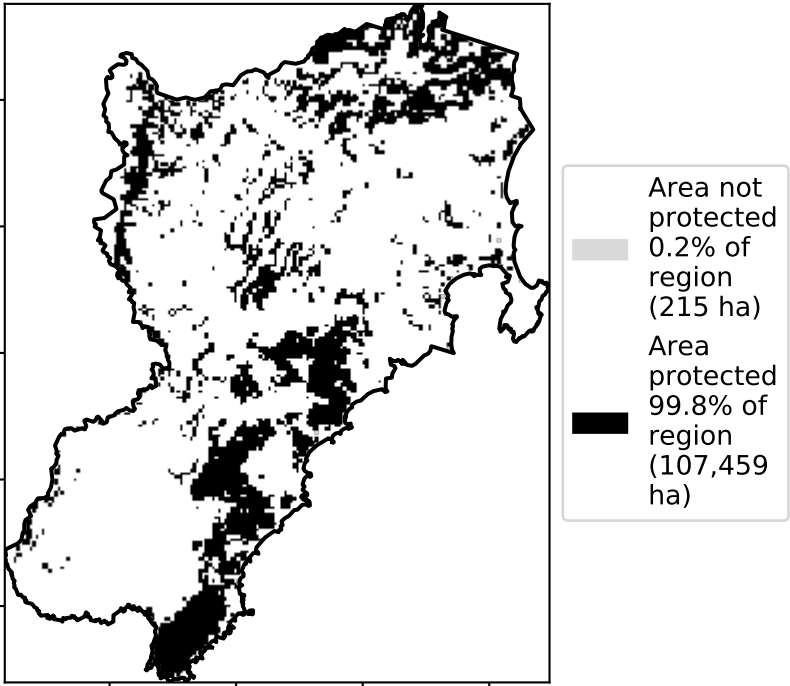 Area not
protected
0.2% of
region
(215 ha)
Area
protected
99.8% of
region
(107,459
ha)